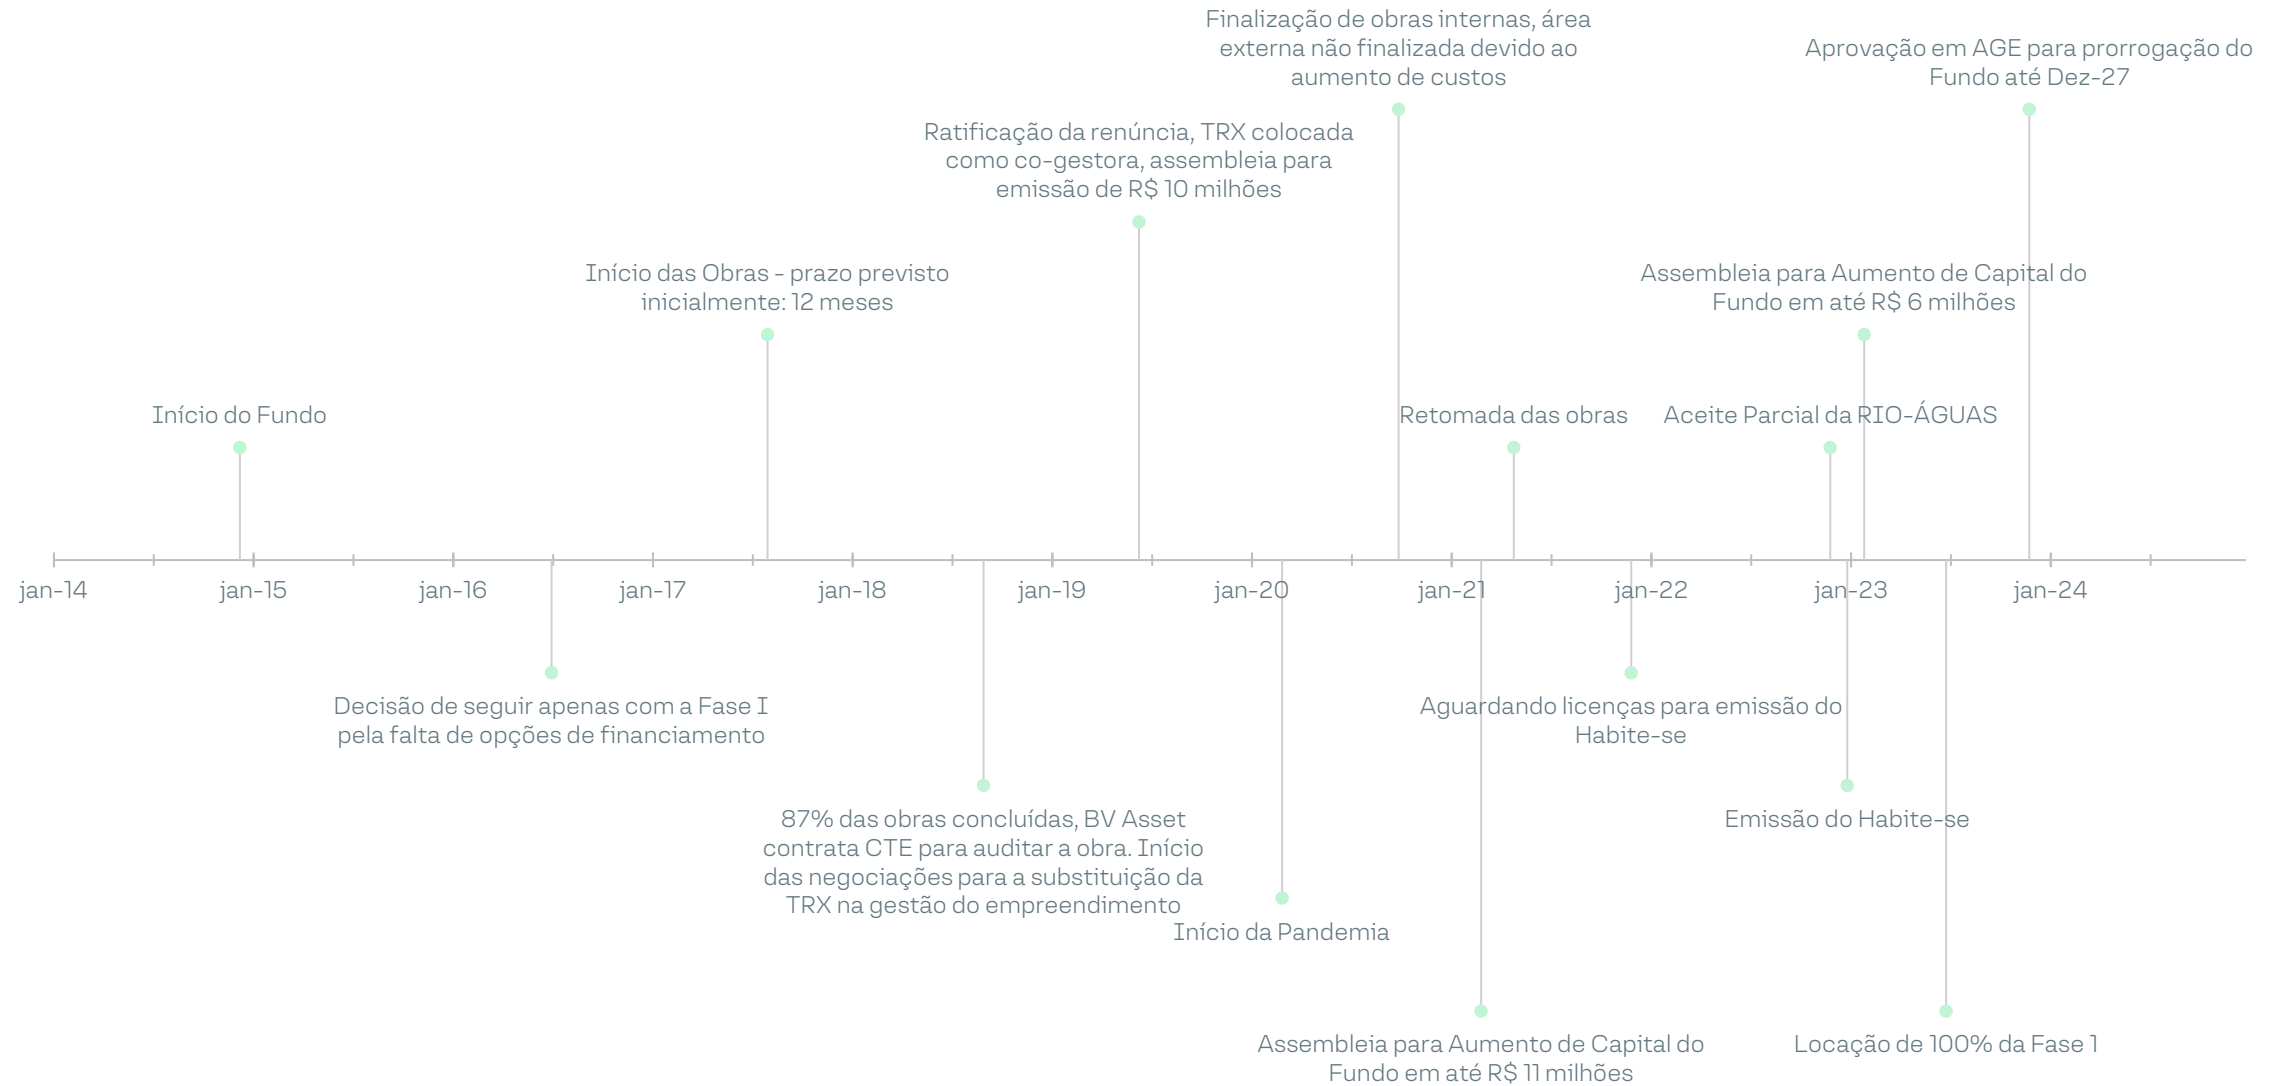 Finalização de obras internas, área
externa não finalizada devido ao
aumento de custos
Aprovação em AGE para prorrogação do
Fundo até Dez-27
Ratificação da renúncia, TRX colocada
como co-gestora, assembleia para
emissão de R$ 10 milhões
Início das Obras - prazo previsto
inicialmente: 12 meses
Assembleia para Aumento de Capital do
Fundo em até R$ 6 milhões
Início do Fundo
Retomada das obras
Aceite Parcial da RIO-ÁGUAS
jan-14
jan-15
jan-16
jan-17
jan-18
jan-19
jan-20
jan-21
jan-22
jan-23
jan-24
Decisão de seguir apenas com a Fase I
pela falta de opções de financiamento
Aguardando licenças para emissão do
Habite-se
87% das obras concluídas, BV Asset
contrata CTE para auditar a obra. Início
das negociações para a substituição da
TRX na gestão do empreendimento
Emissão do Habite-se
Início da Pandemia
Assembleia para Aumento de Capital do
Fundo em até R$ 11 milhões
Locação de 100% da Fase 1